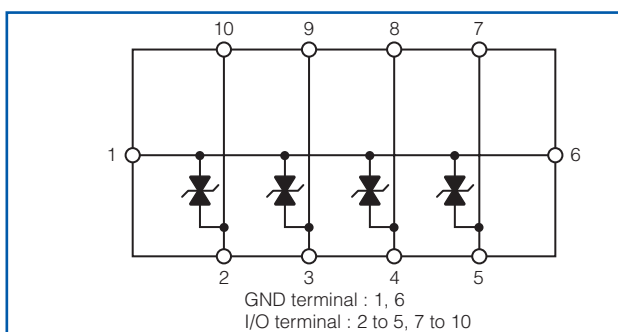 10 9 8 7
1 6
2 3 4 5
GND terminal : 1, 6
I/O terminal : 2 to 5, 7 to 10